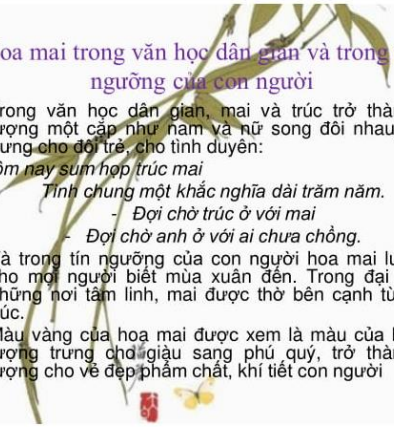 oa mai trong văn học dân gian và trong
ngưỡng của con người
rong văn học dân gian, mai và trúc trở thà
ượng một cặp như nam và nữ song đôi nhau
ưng cho đôi trẻ, cho tình duyên:
ôm nay sum họp trúc mai
Tình chung một khắc nghĩa dài trăm năm.
- Đợi chờ trúc ở với mai
- Đợi chờ anh ở với ai chưa chồng.
à trong tín ngưỡng của con người hoa mai lu
ho mọi người biết mùa xuân đến. Trong đại
hững nơi tâm linh, mai được thờ bên cạnh tù
úc.
àu vàng của hoa mai được xem là màu của h
ượng trưng cho giàu sang phú quý, trở thà
ượng cho vẻ đẹp phẩm chất, khí tiết con người